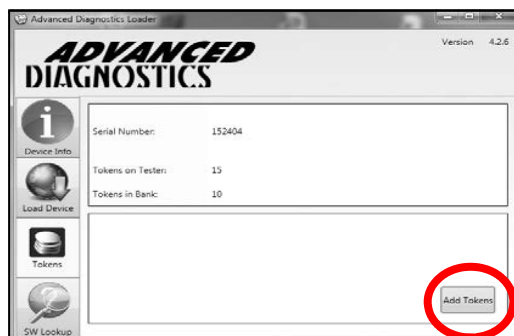 Advanced Diagnostics Loader
ADVANCED
DIAGNOSTICS
Version 4.2.6
Device Info
Load Device
Tokens
SW Lookup
Serial Number: 152404
Tokens on Tester: 15
Tokens in Bank: 10
Add Tokens